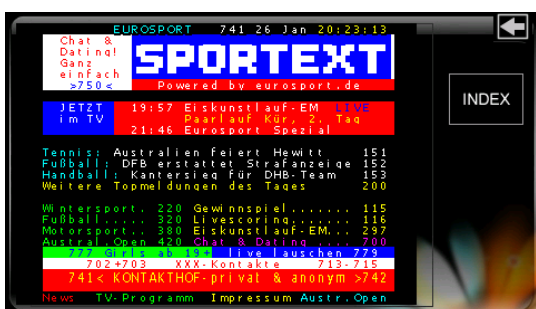 EUROSPORT 741 26 Jan 20:23:13
Chat &
Dating!
Ganz
einfach
>750<
SPORTEXT
Powered by eurosport.de
JETZT 19:57 Eiskunstlauf-EM LIVE
im TV Paarlauf Kür, 2. Tag
21:46 Eurosport Spezial
Tennis: Australien feiert Hewitt 151
Fußball: DFB erstattet Strafanzeige 152
Handball: Kantersieg für DHB-Team 153
Weitere Topmeldungen des Tages 200
Wintersport.. 220 Gewinnspiel....... 115
Fußball..... 320 Livescoring....... 116
Motorsport.. 380 Eiskunstlauf-EM... 297
Austral.Open 420 Chat & Dating .... 700
777 Girls ab 19+ live lauschen 779
702+703 XXX-Kontakte 713-715
741< KONTAKTHOF-privat & anonym >742
News TV-Programm Impressum Austr.Open
INDEX